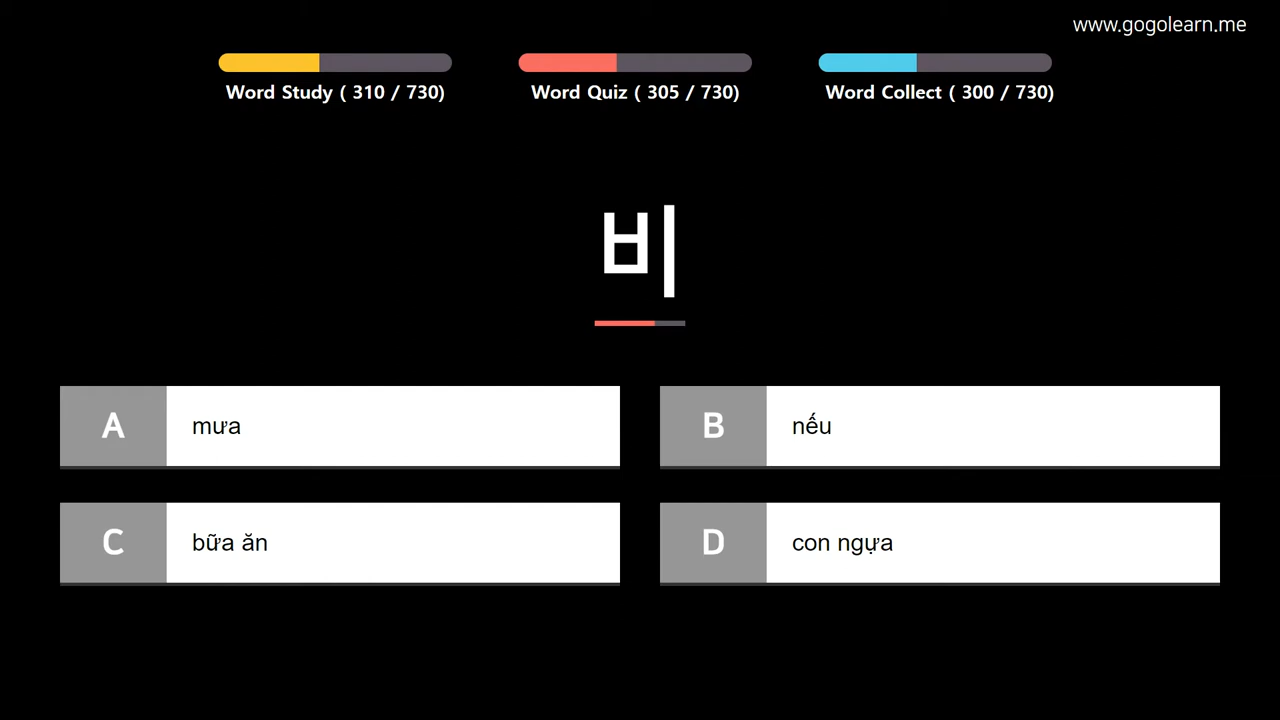 www.gogolearn.me
Word Study ( 310 / 730)
Word Quiz ( 305 / 730)
Word Collect ( 300 / 730)
비
A
mưa
B
nếu
C
bữa ăn
D
con ngựa